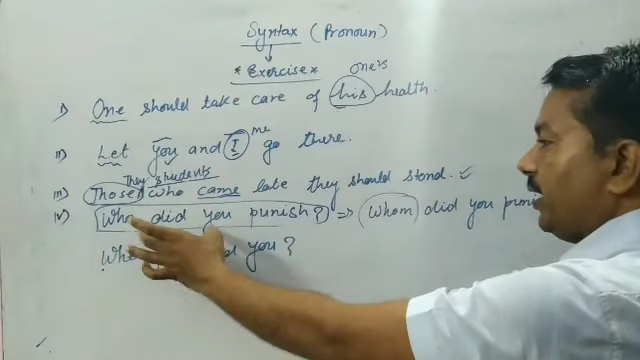 Syntax (Pronoun)
* Exercise *
one's
i) One should take care of his health.
me
ii) Let you and I go there.
They students
iii) Those who came late they should stand.
iv) Who did you punish? ⇒ Whom did you
you?